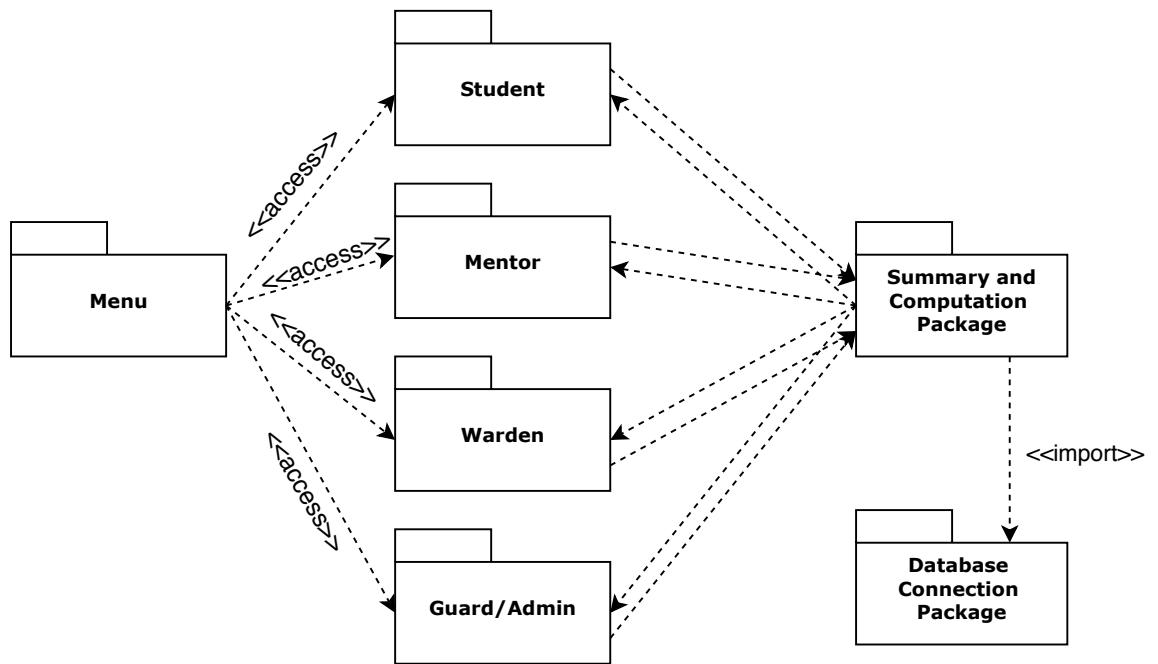 Student
<<access>>
Menu
<<access>>
Mentor
Summary and
Computation
Package
<<access>>
Warden
<<access>>
<<import>>
Guard/Admin
Database
Connection
Package